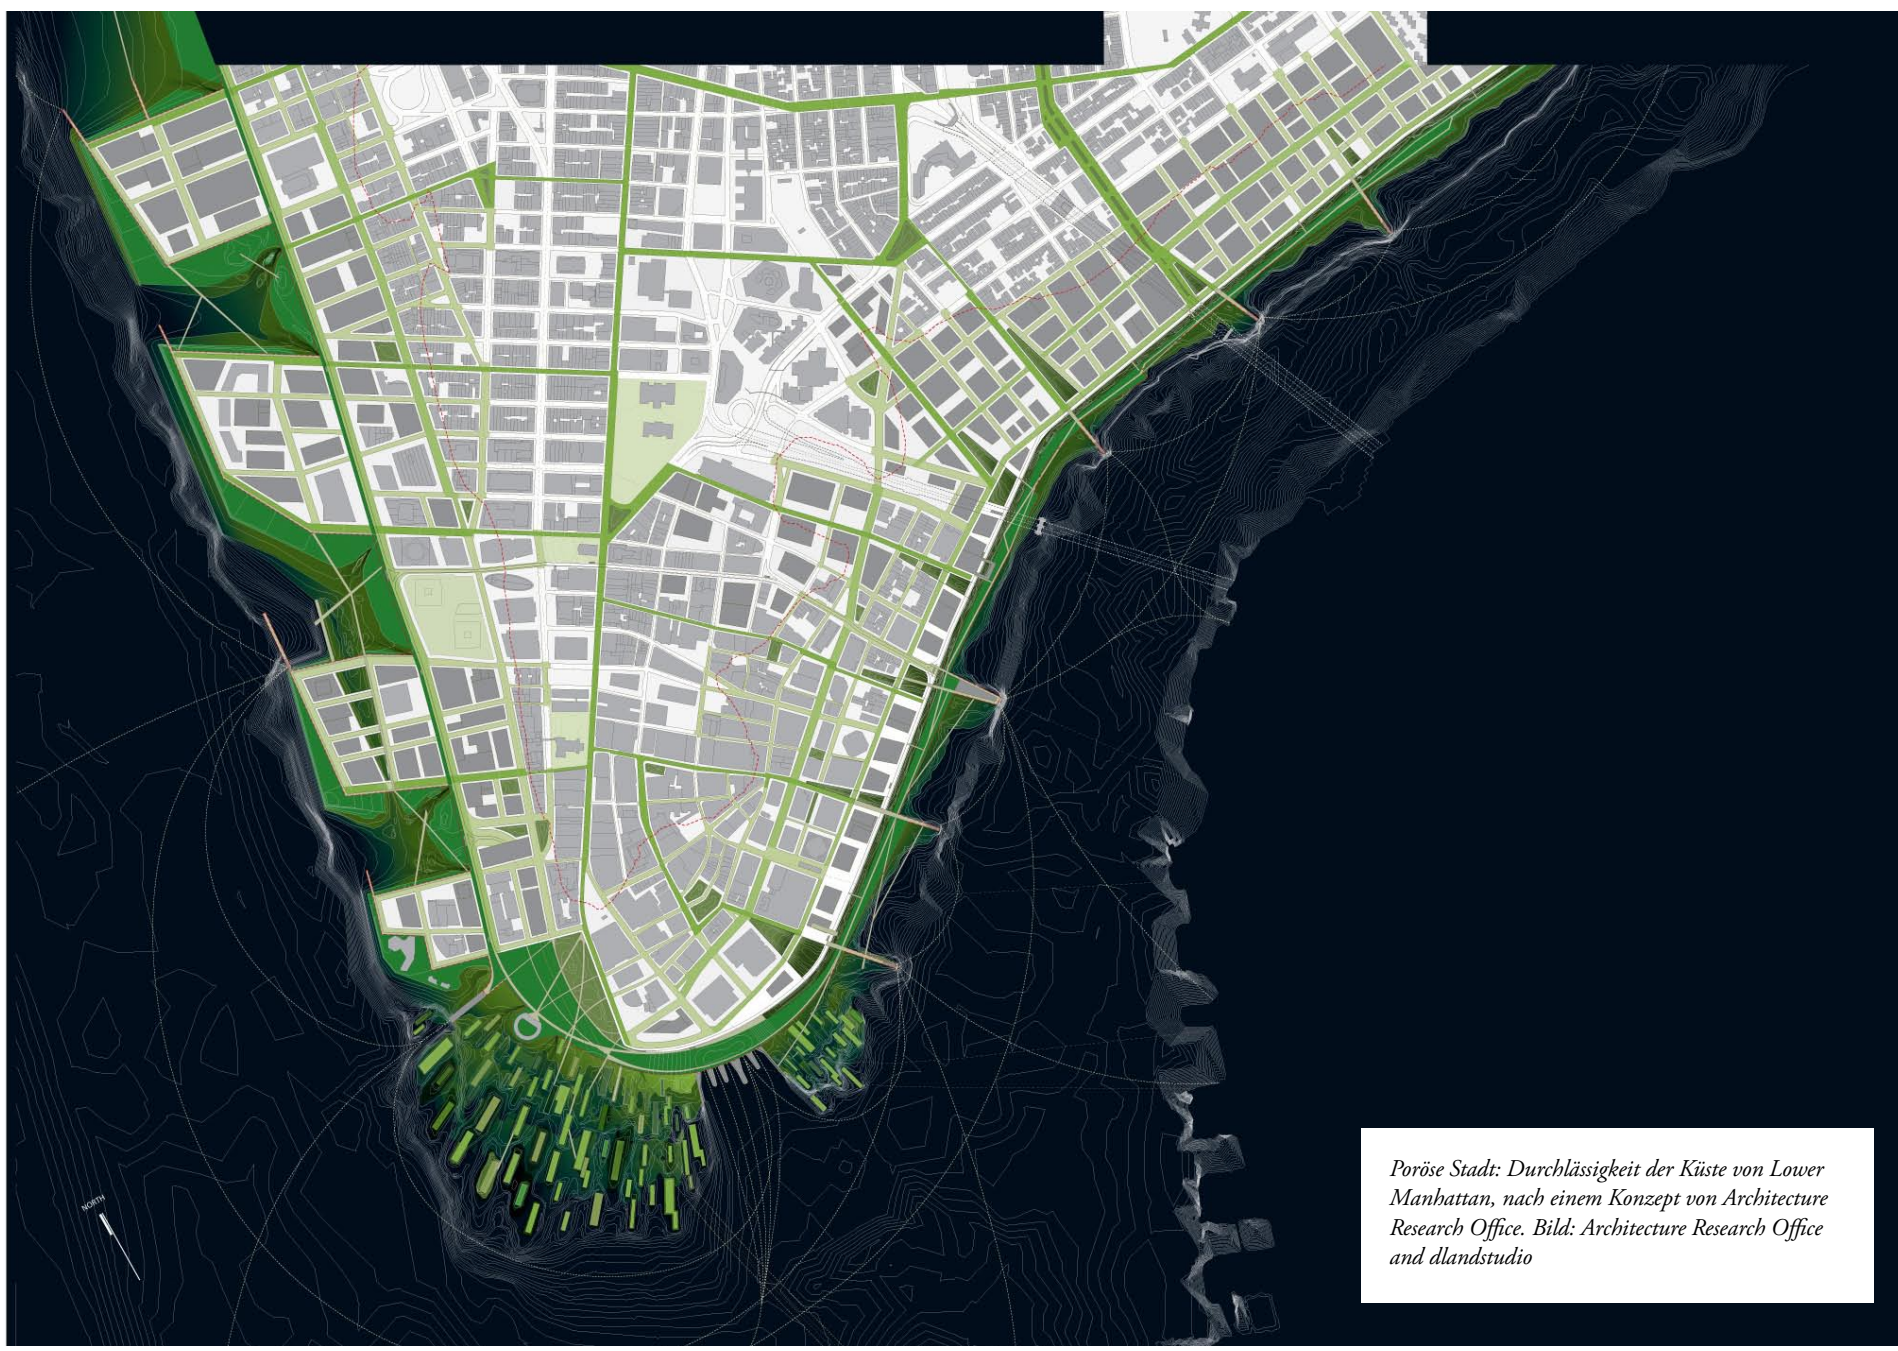 NORTH
Poröse Stadt: Durchlässigkeit der Küste von Lower
Manhattan, nach einem Konzept von Architecture
Research Office. Bild: Architecture Research Office
and dlandstudio